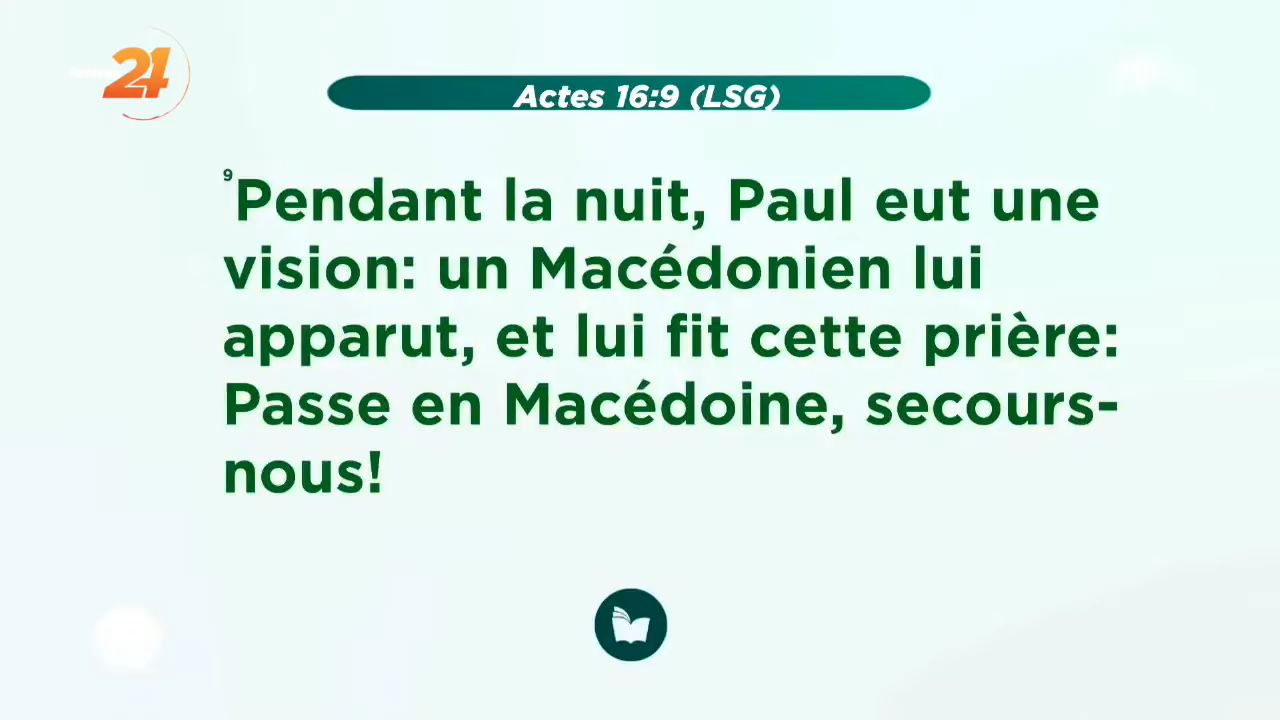 24
Actes 16:9 (LSG)
9Pendant la nuit, Paul eut une
vision: un Macédonien lui
apparut, et lui fit cette prière:
Passe en Macédoine, secours-
nous!